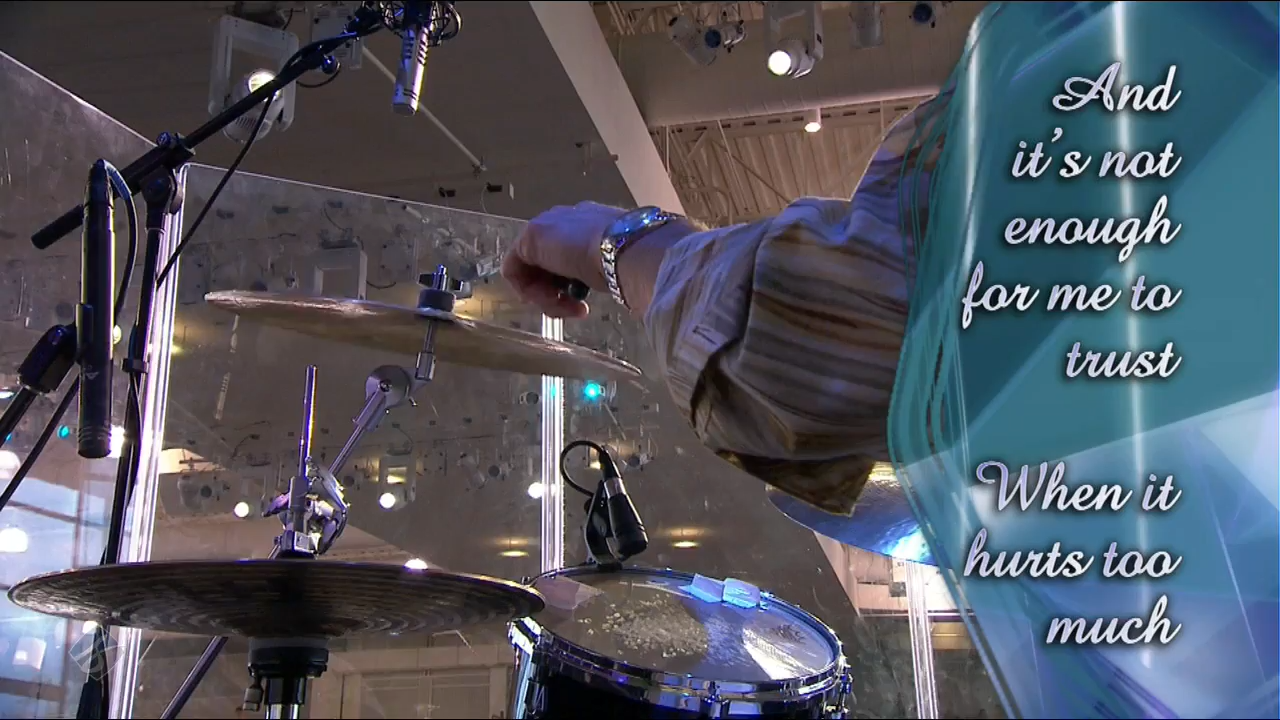 And
it's not
enough
for me to
trust
When it
hurts too
much